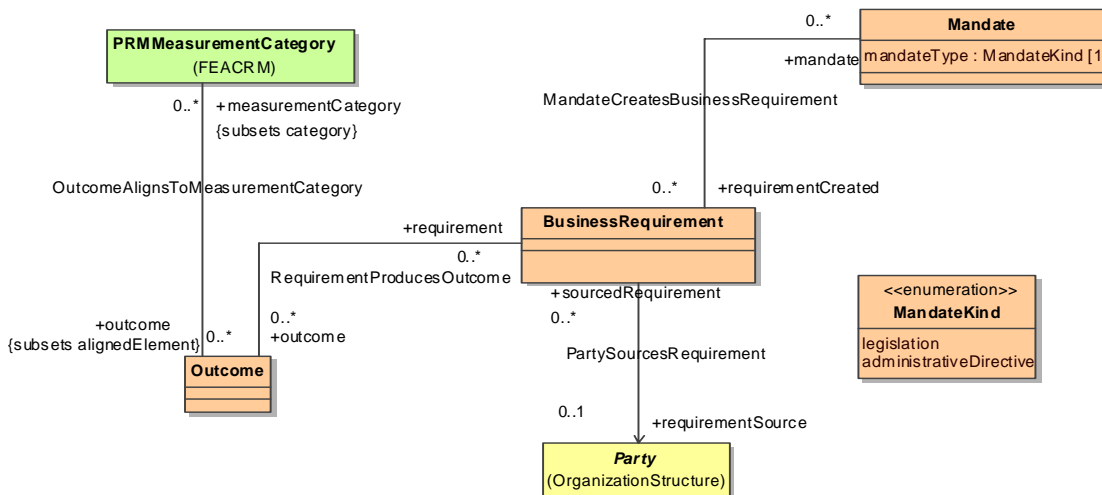 0..*
Mandate
PRMMeasurementCategory
(FEACRM)
mandateType : MandateKind [1
+mandate
0..*
+measurementCategory
{subsets category}
MandateCreatesBusinessRequirement
OutcomeAlignsToMeasurementCategory
0..*
+requirementCreated
BusinessRequirement
+requirement
0..*
RequirementProducesOutcome
<<enumeration>>
MandateKind
legislation
administrativeDirective
+sourcedRequirement
0..*
+outcome
{subsets alignedElement}
0..*
0..*
+outcome
PartySourcesRequirement
Outcome
0..1
+requirementSource
Party
(OrganizationStructure)